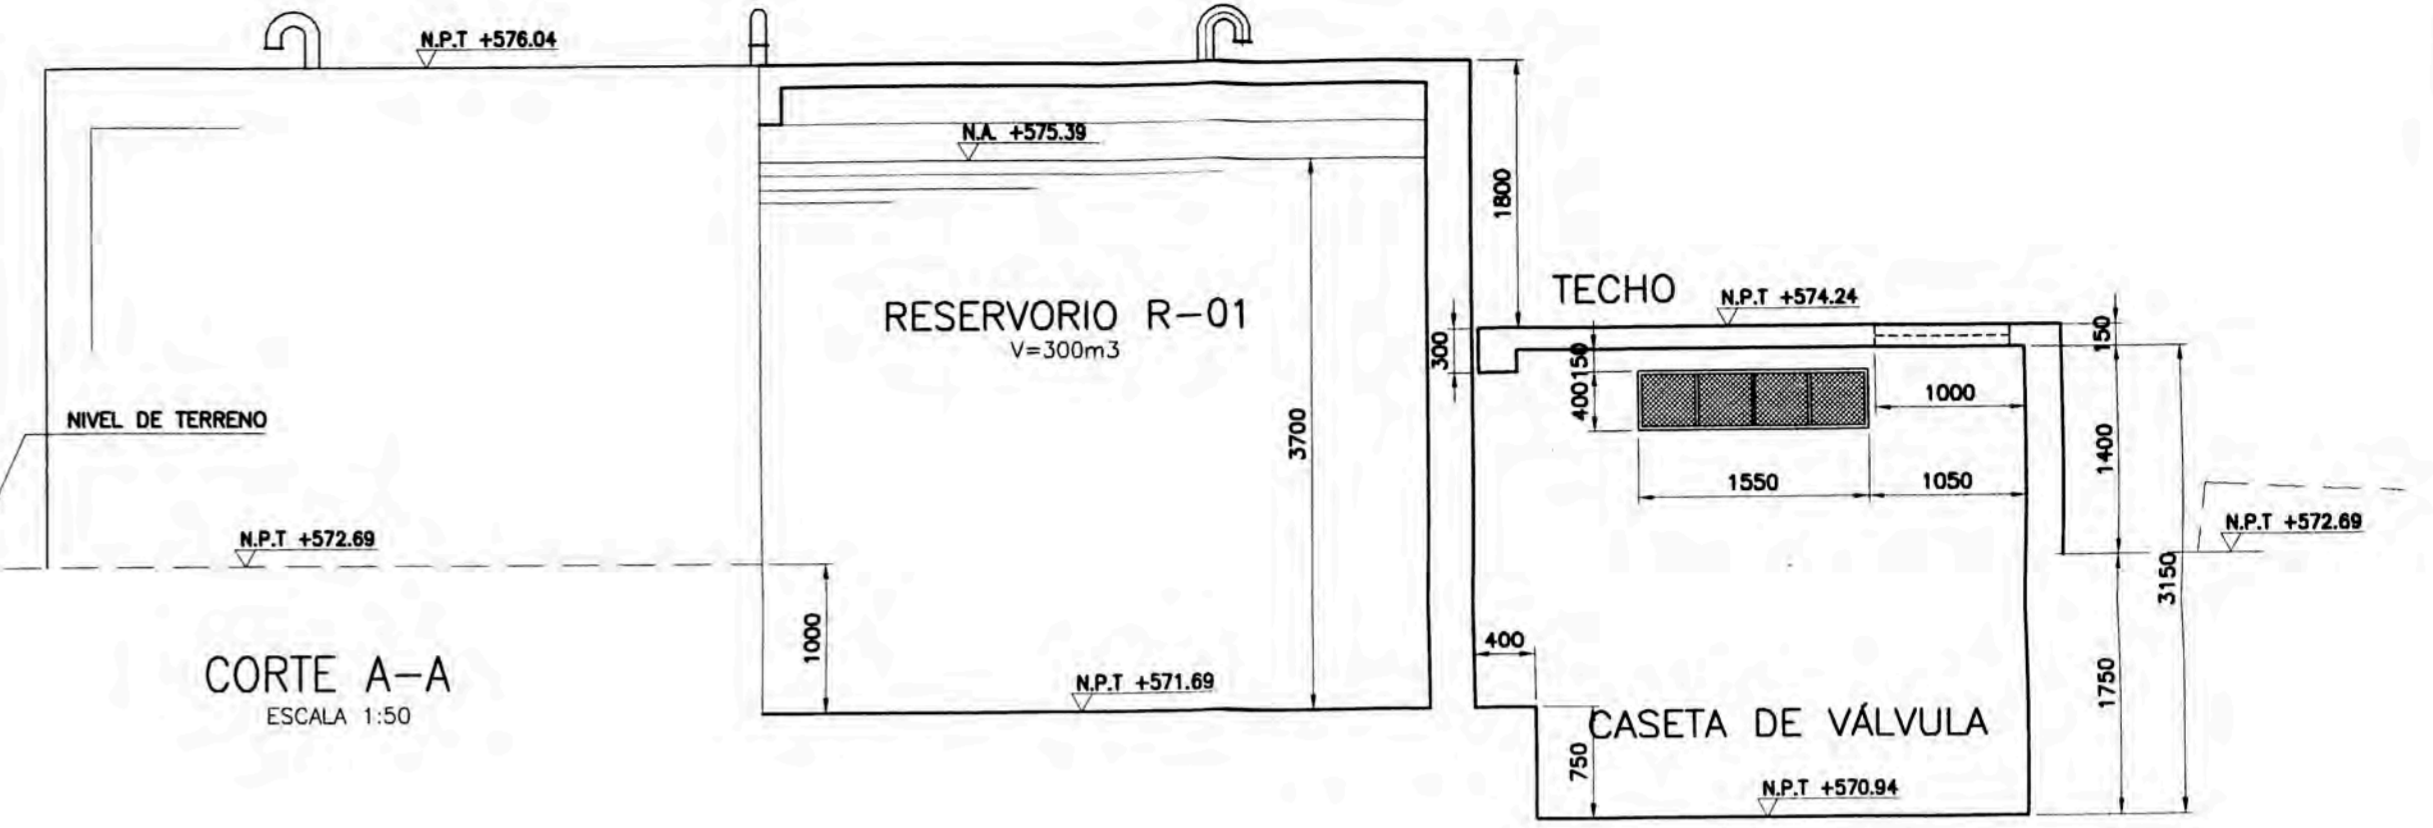 N.P.T +576.04
N.A. +575.39
1800
RESERVORIO R-01
V=300m3
TECHO
N.P.T +574.24
300
150
400
150
1000
3700
NIVEL DE TERRENO
1400
1550
1050
N.P.T +572.69
N.P.T +572.69
3150
1000
400
CORTE A-A
ESCALA 1:50
N.P.T +571.69
1750
CASETA DE VÁLVULA
750
N.P.T +570.94